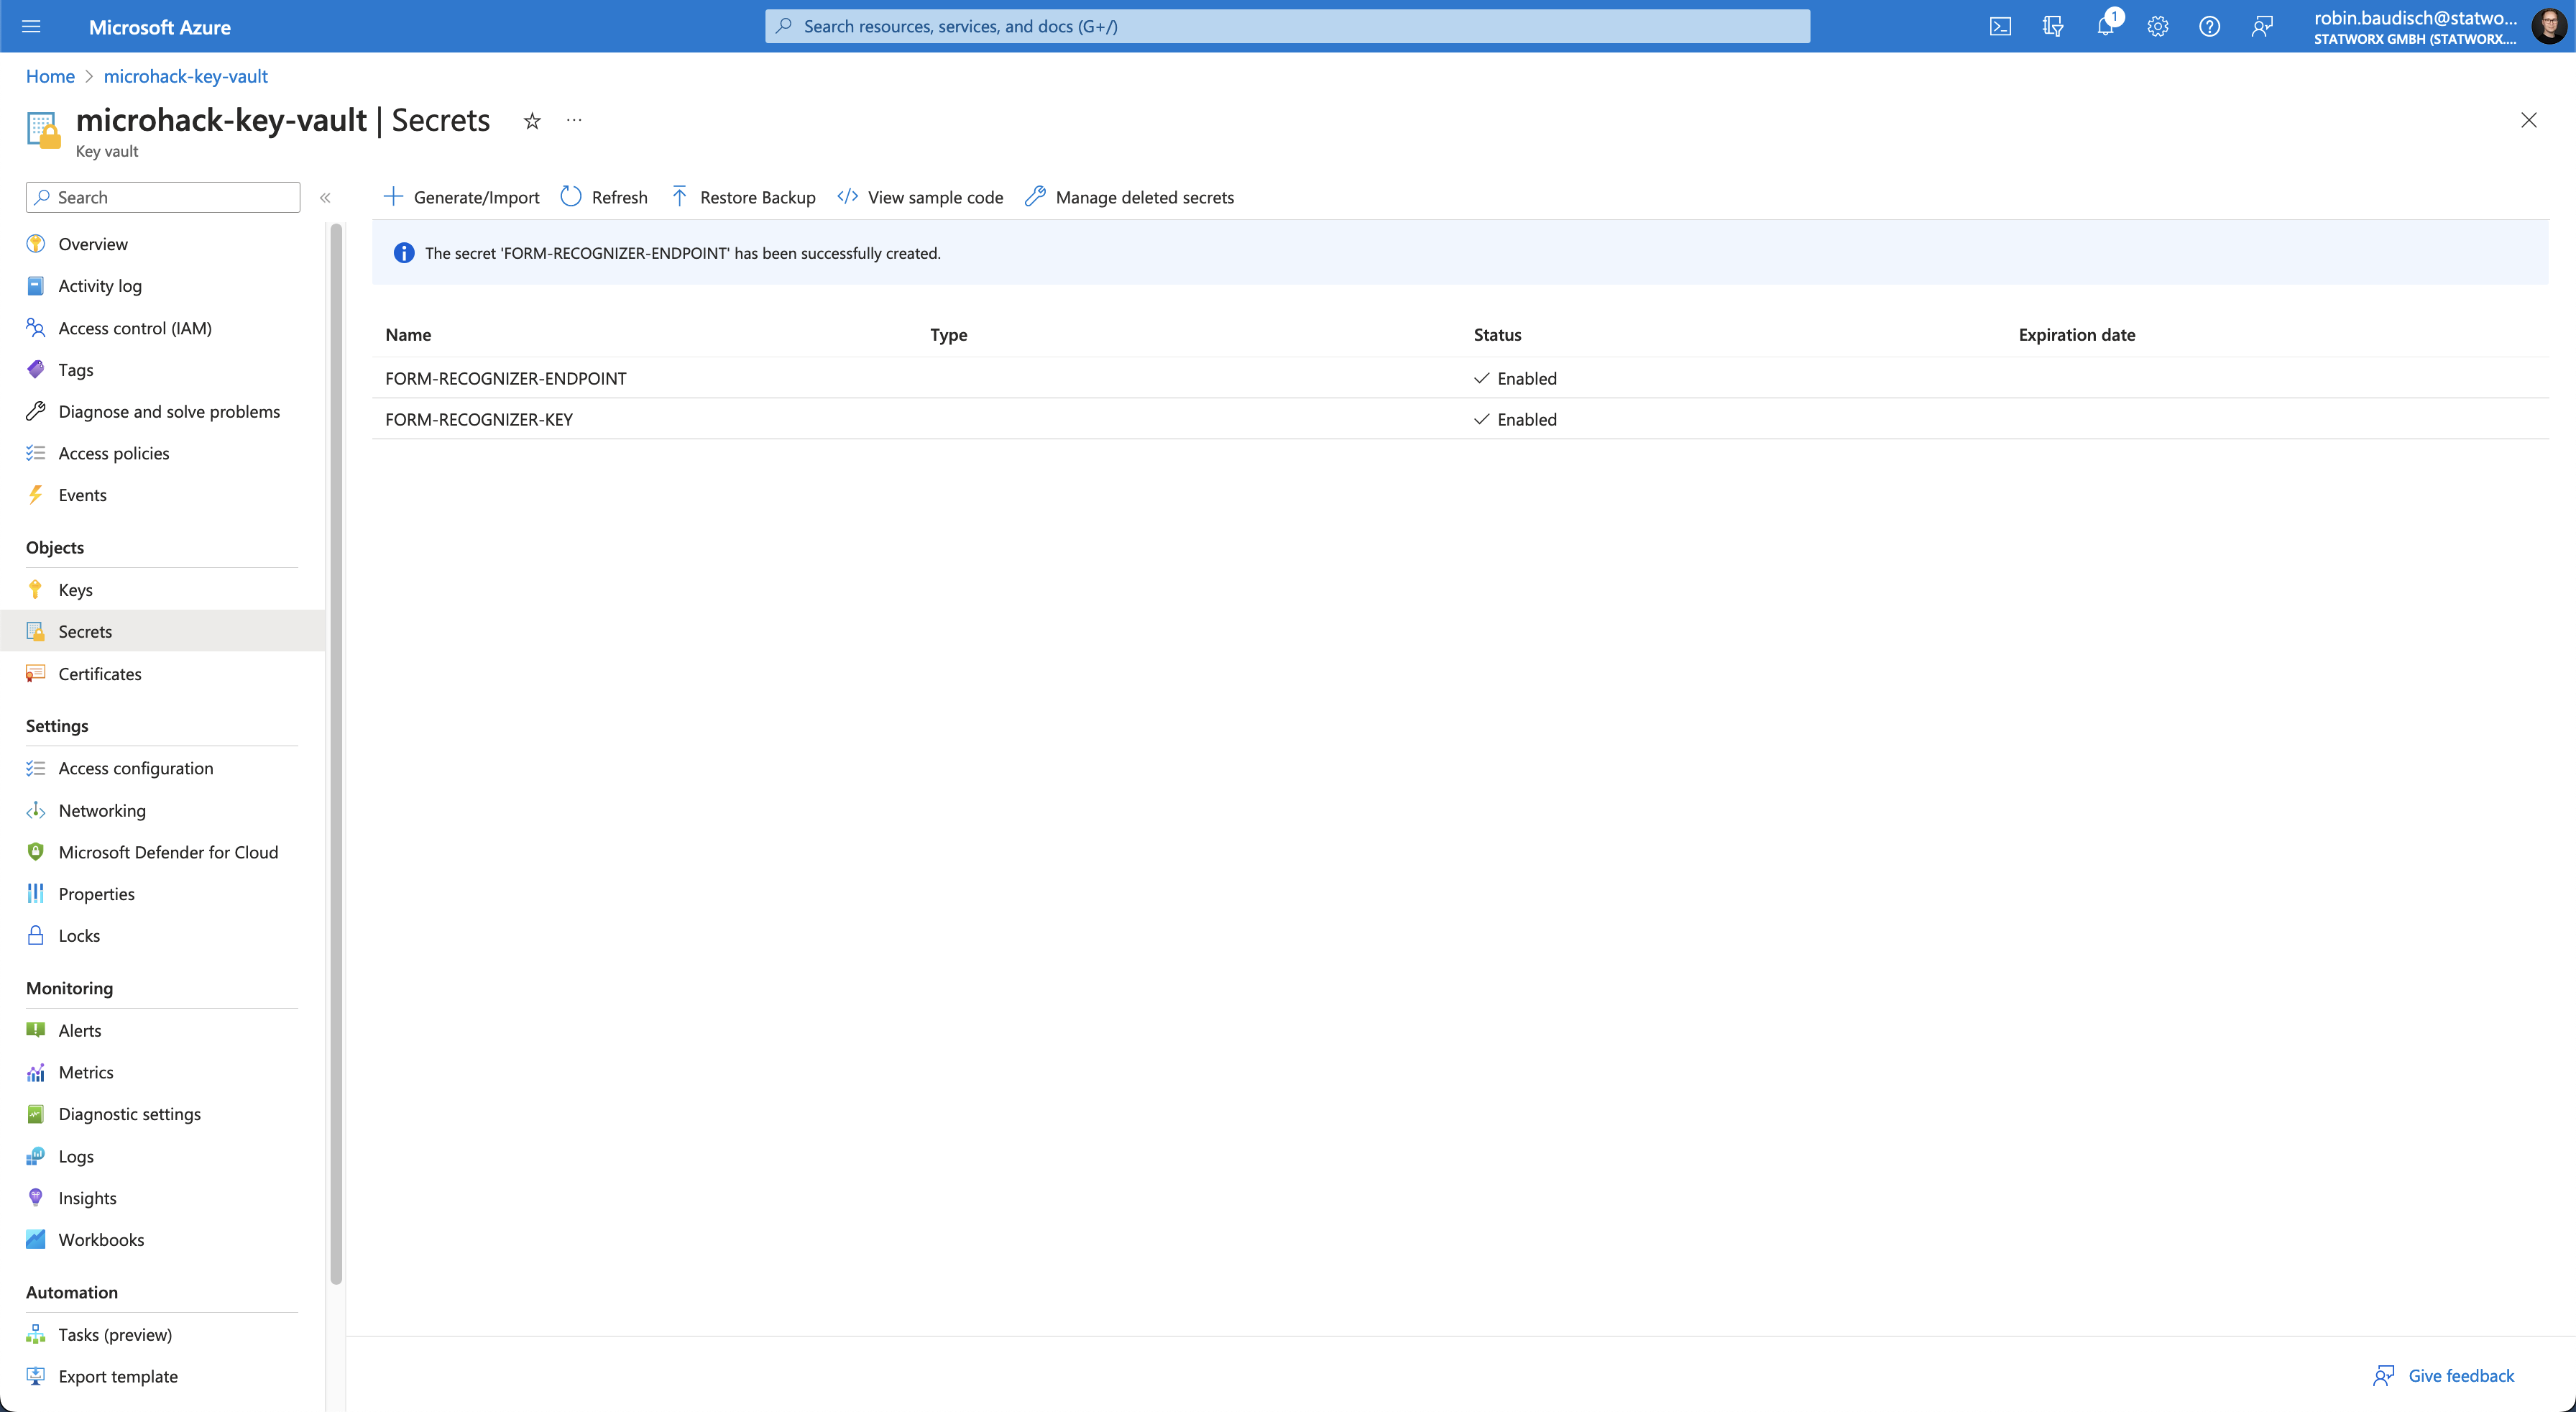 Microsoft Azure
Search resources, services, and docs (G+/)
1
robin.baudisch@statwo...
STATWORX GMBH (STATWORX....
Home > microhack-key-vault
microhack-key-vault | Secrets
Key vault
Search
Generate/Import
Refresh
Restore Backup
View sample code
Manage deleted secrets
The secret 'FORM-RECOGNIZER-ENDPOINT' has been successfully created.
Name Type Status Expiration date
FORM-RECOGNIZER-ENDPOINT Enabled
FORM-RECOGNIZER-KEY Enabled
Overview
Activity log
Access control (IAM)
Tags
Diagnose and solve problems
Access policies
Events
Objects
Keys
Secrets
Certificates
Settings
Access configuration
Networking
Microsoft Defender for Cloud
Properties
Locks
Monitoring
Alerts
Metrics
Diagnostic settings
Logs
Insights
Workbooks
Automation
Tasks (preview)
Export template
Give feedback